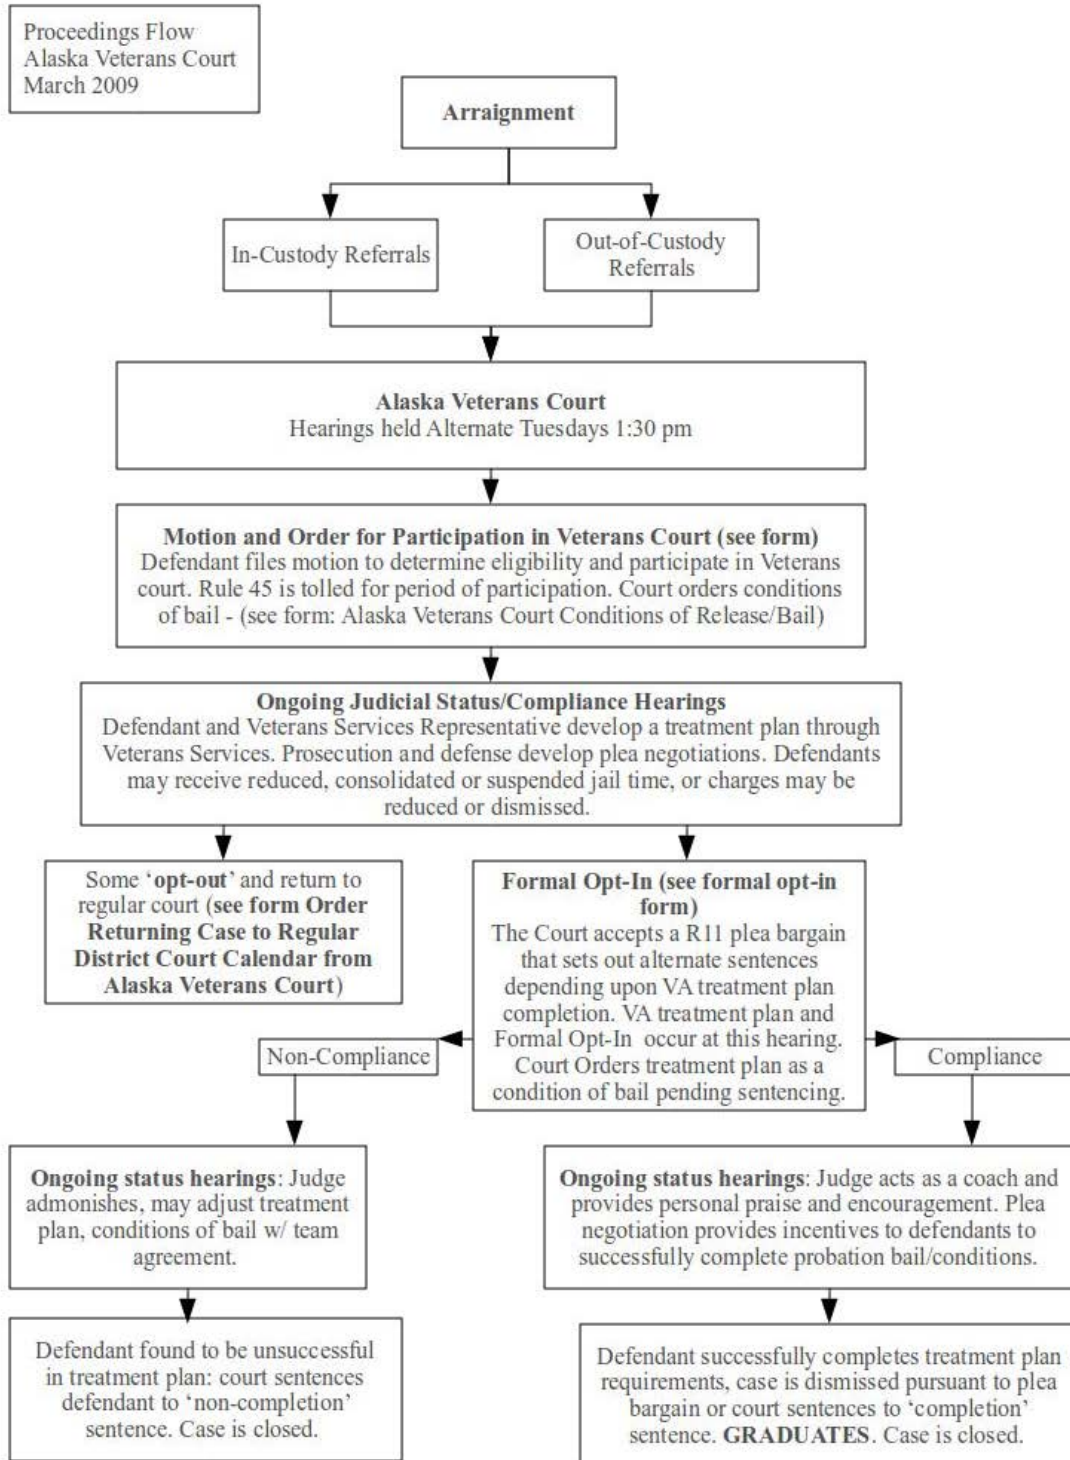 Proceedings Flow
Alaska Veterans Court
March 2009
Arraignment
In-Custody Referrals
Out-of-Custody
Referrals
Alaska Veterans Court
Hearings held Alternate Tuesdays 1:30 pm
Motion and Order for Participation in Veterans Court (see form)
Defendant files motion to determine eligibility and participate in Veterans
court. Rule 45 is tolled for period of participation. Court orders conditions
of bail - (see form: Alaska Veterans Court Conditions of Release/Bail)
Ongoing Judicial Status/Compliance Hearings
Defendant and Veterans Services Representative develop a treatment plan through
Veterans Services. Prosecution and defense develop plea negotiations. Defendants
may receive reduced, consolidated or suspended jail time, or charges may be
reduced or dismissed.
Some ‘opt-out’ and return to
regular court (see form Order
Returning Case to Regular
District Court Calendar from
Alaska Veterans Court)
Formal Opt-In (see formal opt-in
form)
The Court accepts a R11 plea bargain
that sets out alternate sentences
depending upon VA treatment plan
completion. VA treatment plan and
Formal Opt-In occur at this hearing.
Court Orders treatment plan as a
condition of bail pending sentencing.
Non-Compliance
Compliance
Ongoing status hearings: Judge
admonishes, may adjust treatment
plan, conditions of bail w/ team
agreement.
Ongoing status hearings: Judge acts as a coach and
provides personal praise and encouragement. Plea
negotiation provides incentives to defendants to
successfully complete probation bail/conditions.
Defendant found to be unsuccessful
in treatment plan: court sentences
defendant to ‘non-completion’
sentence. Case is closed.
Defendant successfully completes treatment plan
requirements, case is dismissed pursuant to plea
bargain or court sentences to ‘completion’
sentence. GRADUATES. Case is closed.